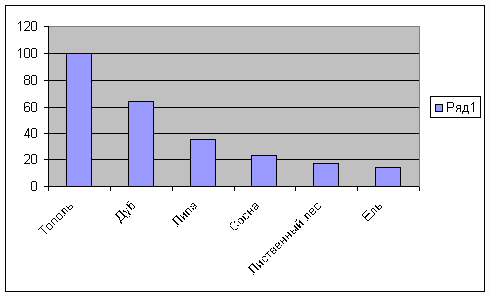 120
100
80
60
40
20
0
Ряд1
Тополь
Дуб
Липа
Сосна
Лиственный лес
Ель